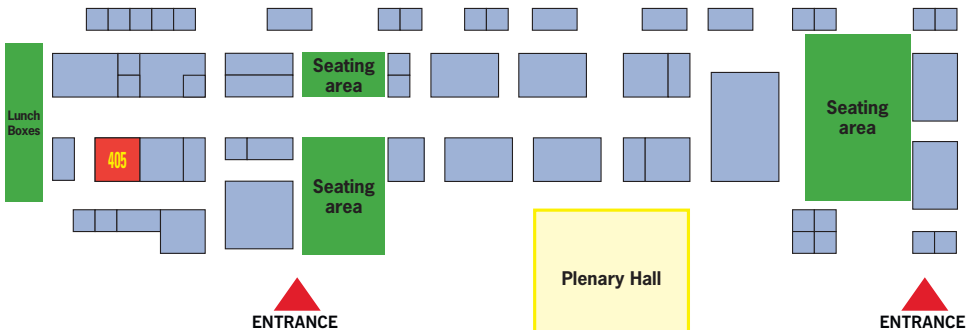 Seating
area
Lunch
Boxes
Seating
area
405
Seating
area
Plenary Hall
ENTRANCE
ENTRANCE